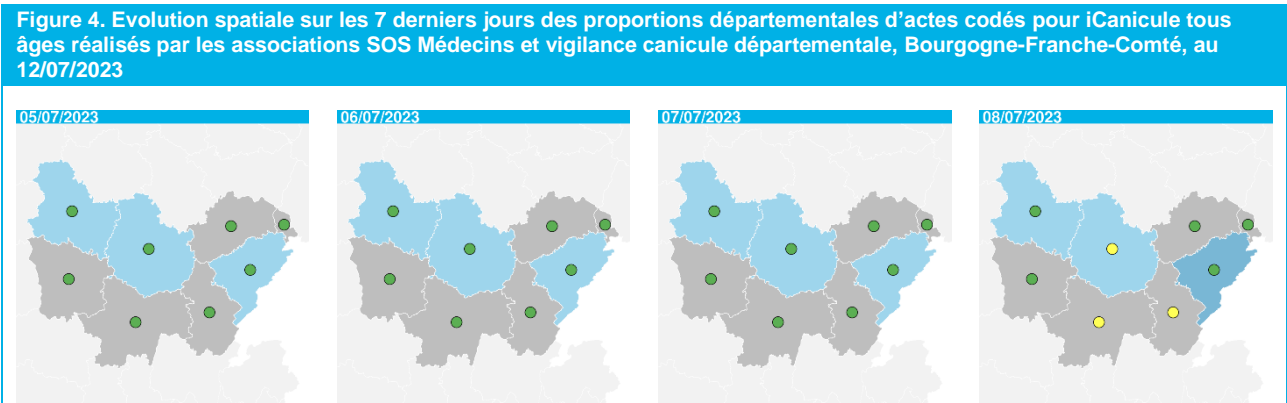 Figure 4. Evolution spatiale sur les 7 derniers jours des proportions départementales d’actes codés pour iCanicule tous
âges réalisés par les associations SOS Médecins et vigilance canicule départementale, Bourgogne-Franche-Comté, au
12/07/2023
05/07/2023
06/07/2023
07/07/2023
08/07/2023